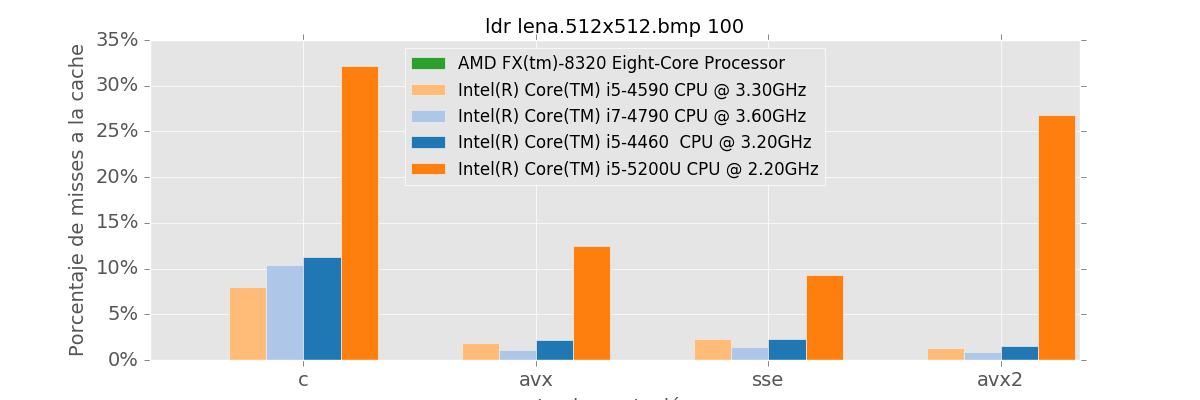 ldr lena.512x512.bmp 100
Porcentaje de misses a la cache
35%
30%
25%
20%
15%
10%
5%
0%
AMD FX(tm)-8320 Eight-Core Processor
Intel(R) Core(TM) i5-4590 CPU @ 3.30GHz
Intel(R) Core(TM) i7-4790 CPU @ 3.60GHz
Intel(R) Core(TM) i5-4460  CPU @ 3.20GHz
Intel(R) Core(TM) i5-5200U CPU @ 2.20GHz
c avx sse avx2